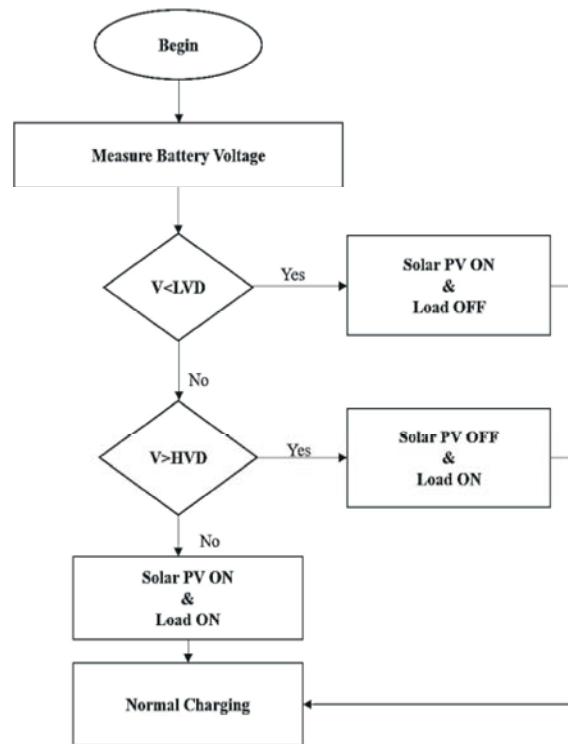 Begin
Measure Battery Voltage
V<LVD
Yes
Solar PV ON
&
Load OFF
No
V>HVD
Yes
Solar PV OFF
&
Load ON
No
Solar PV ON
&
Load ON
Normal Charging